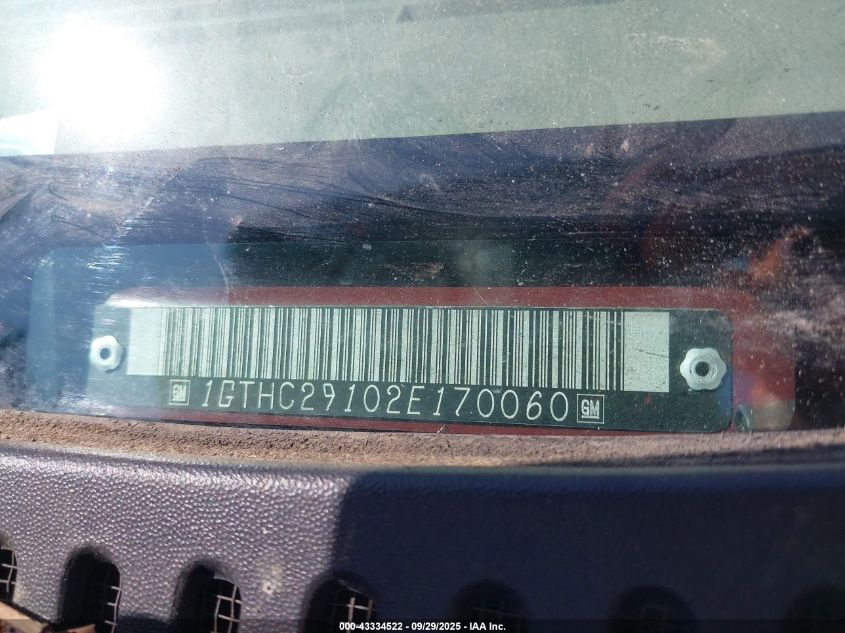 GM 1GTHC29102E170060 GM
000-43334522 - 09/29/2025 - IAA Inc.